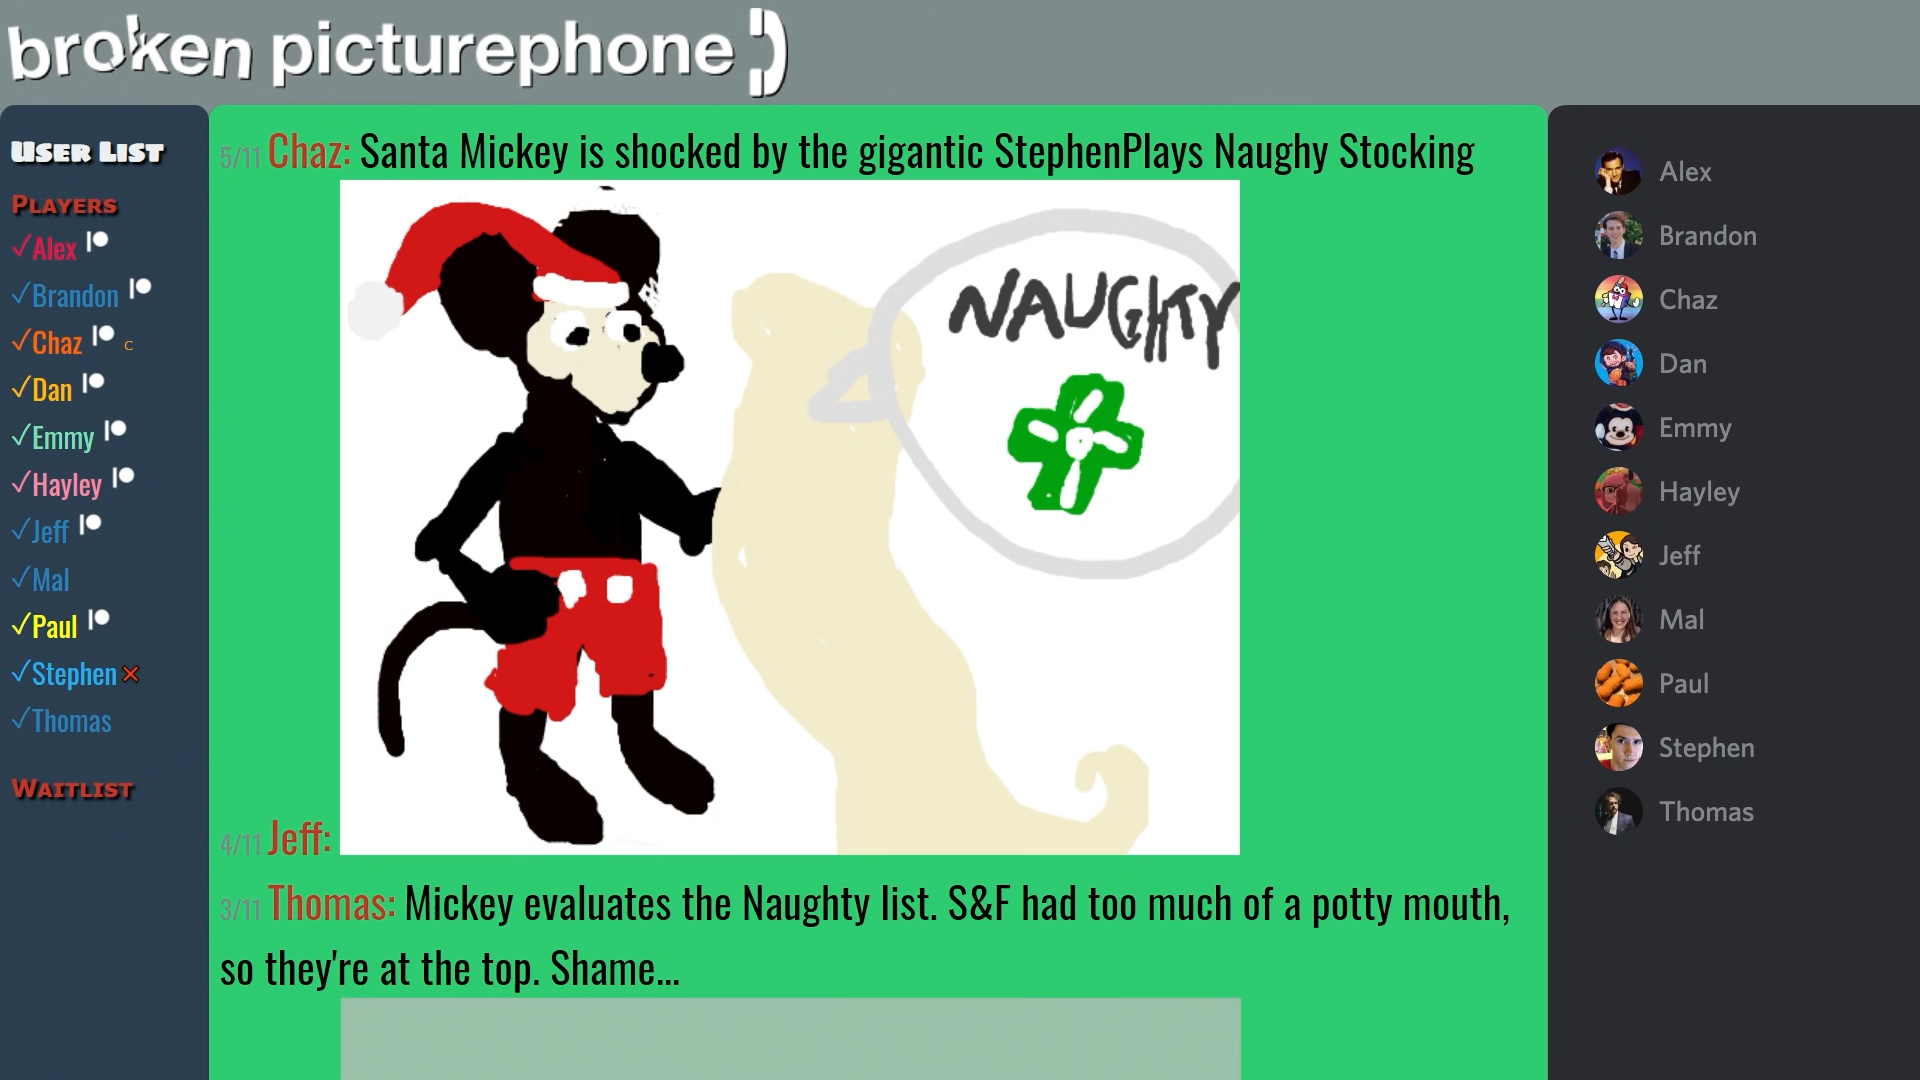 broken picturephone
USER LIST
PLAYERS
✓Alex
✓Brandon
✓Chaz c
✓Dan
✓Emmy
✓Hayley
✓Jeff
✓Mal
✓Paul
✓Stephen ✕
✓Thomas
WAITLIST
5/11 Chaz: Santa Mickey is shocked by the gigantic StephenPlays Naughy Stocking
NAUGHTY
4/11 Jeff:
3/11 Thomas: Mickey evaluates the Naughty list. S&F had too much of a potty mouth,
so they're at the top. Shame...
Alex
Brandon
Chaz
Dan
Emmy
Hayley
Jeff
Mal
Paul
Stephen
Thomas